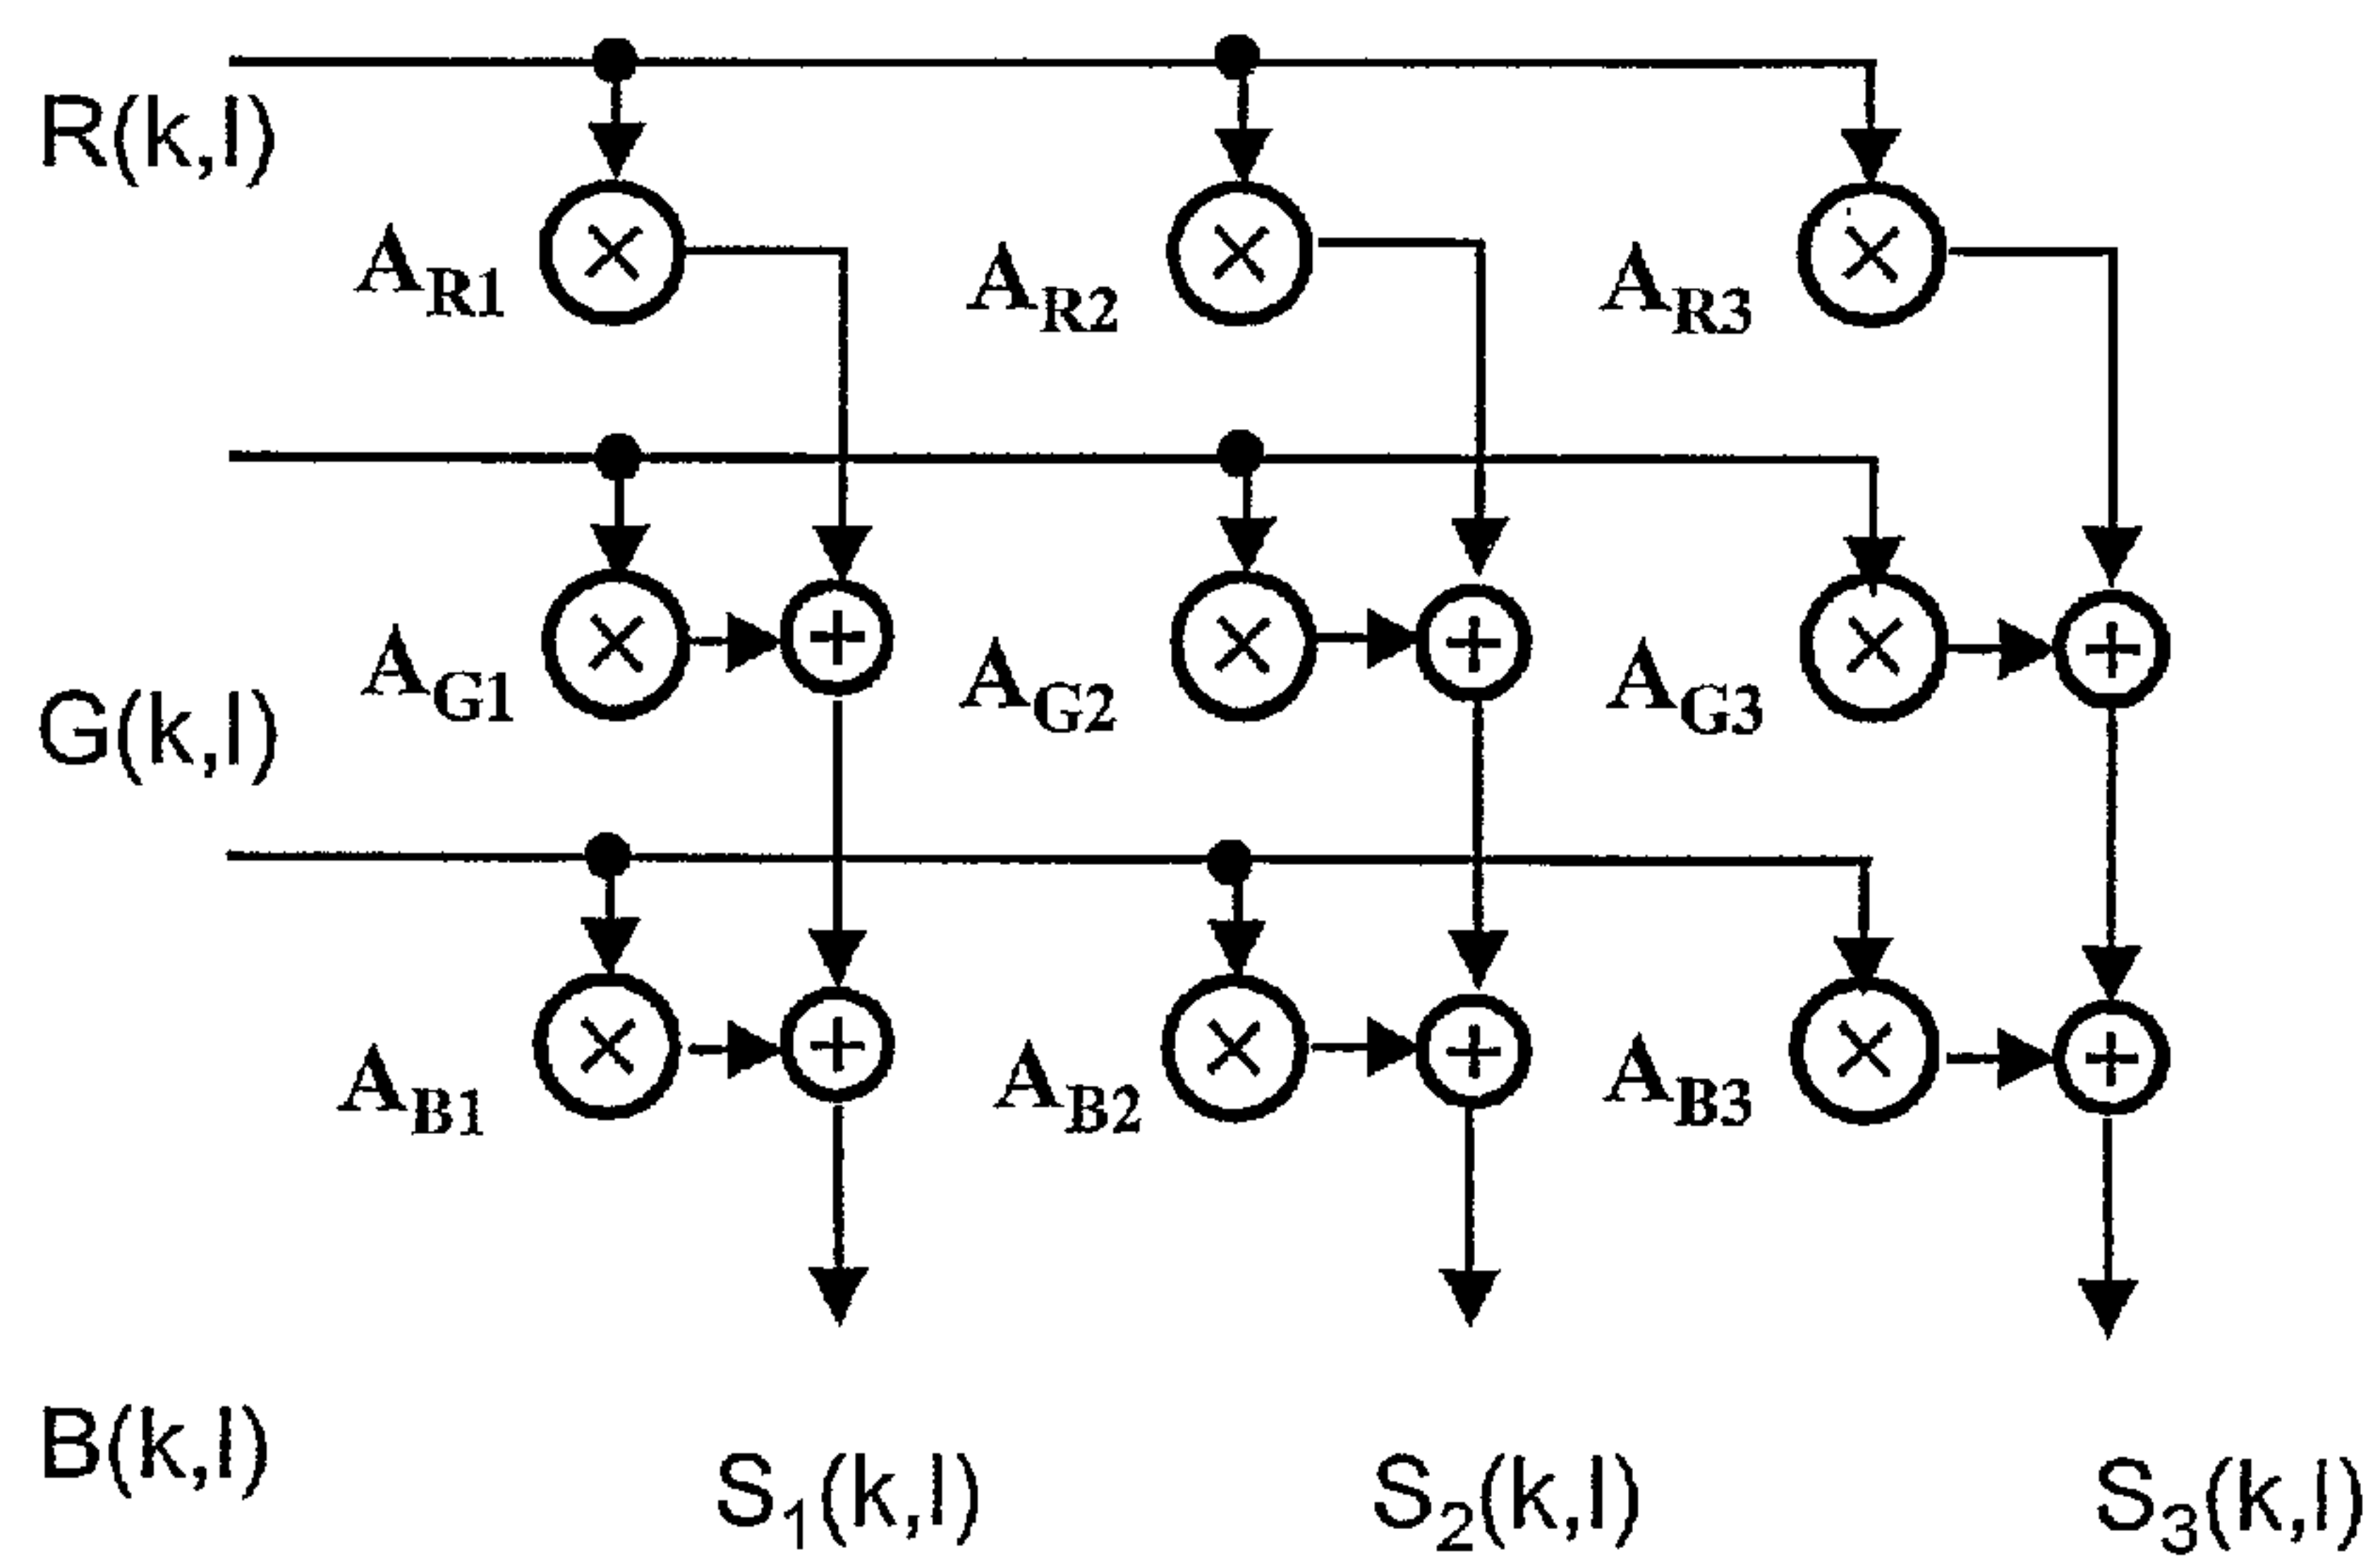 R(k,l)
A_R1 A_R2 A_R3
A_G1 A_G2 A_G3
G(k,l)
A_B1 A_B2 A_B3
B(k,l)
S_1(k,l) S_2(k,l) S_3(k,l)